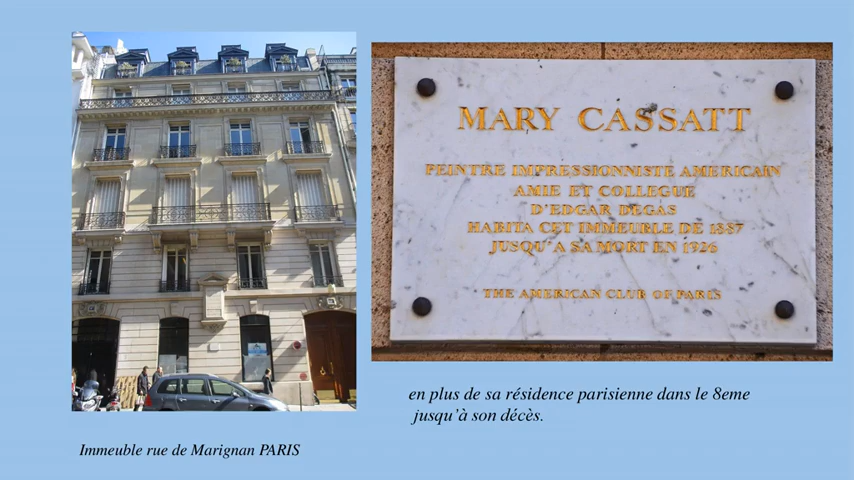 MARY CASSATT
PEINTRE IMPRESSIONNISTE AMERICAIN
AMIE ET COLLEGUE
D'EDGAR DEGAS
HABITA CET IMMEUBLE DE 1887
JUSQU'A SA MORT EN 1926
THE AMERICAN CLUB OF PARIS
en plus de sa résidence parisienne dans le 8eme
jusqu'à son décès.
Immeuble rue de Marignan PARIS